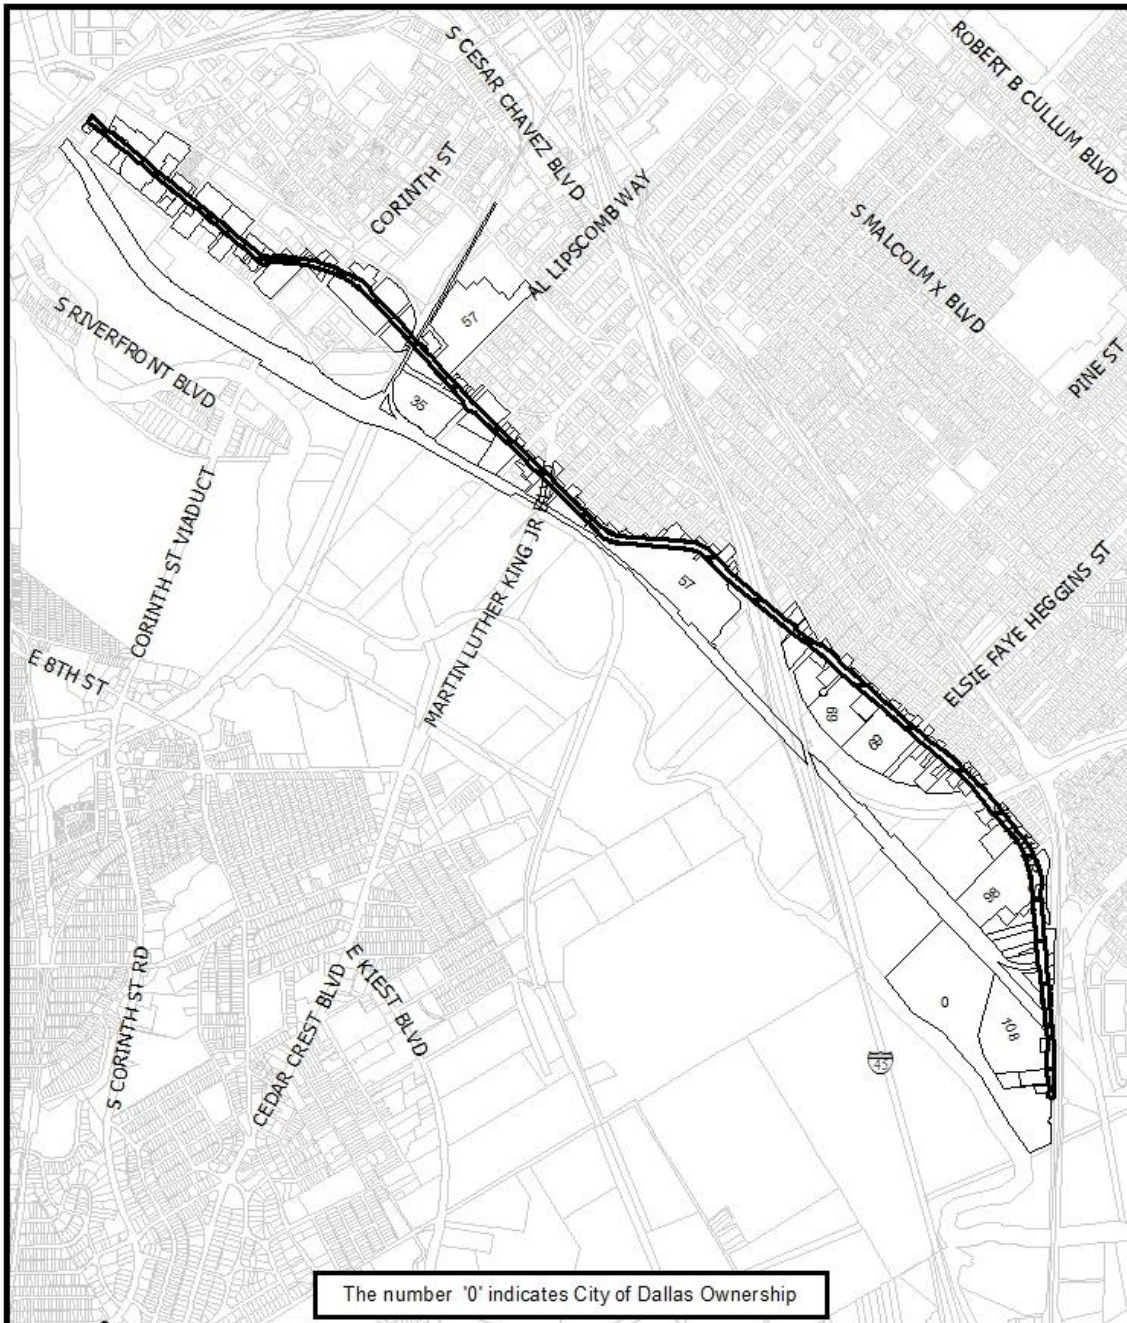 S CESAR CHAVEZ BLVD
ROBERT B CULLUM BLVD
CORINTH ST
AL LIPSCOMB WAY
S MALCOLM X BLVD
57
S RIVERFRONT BLVD
PINE ST
35
CORINTH ST VIADUCT
MARTIN LUTHER KING JR
57
ELSIE FAYE HEGGINS ST
E 8TH ST
69
69
98
E KIEST BLVD
S CORINTH ST RD
CEDAR CREST BLVD
0
108
45
The number '0' indicates City of Dallas Ownership